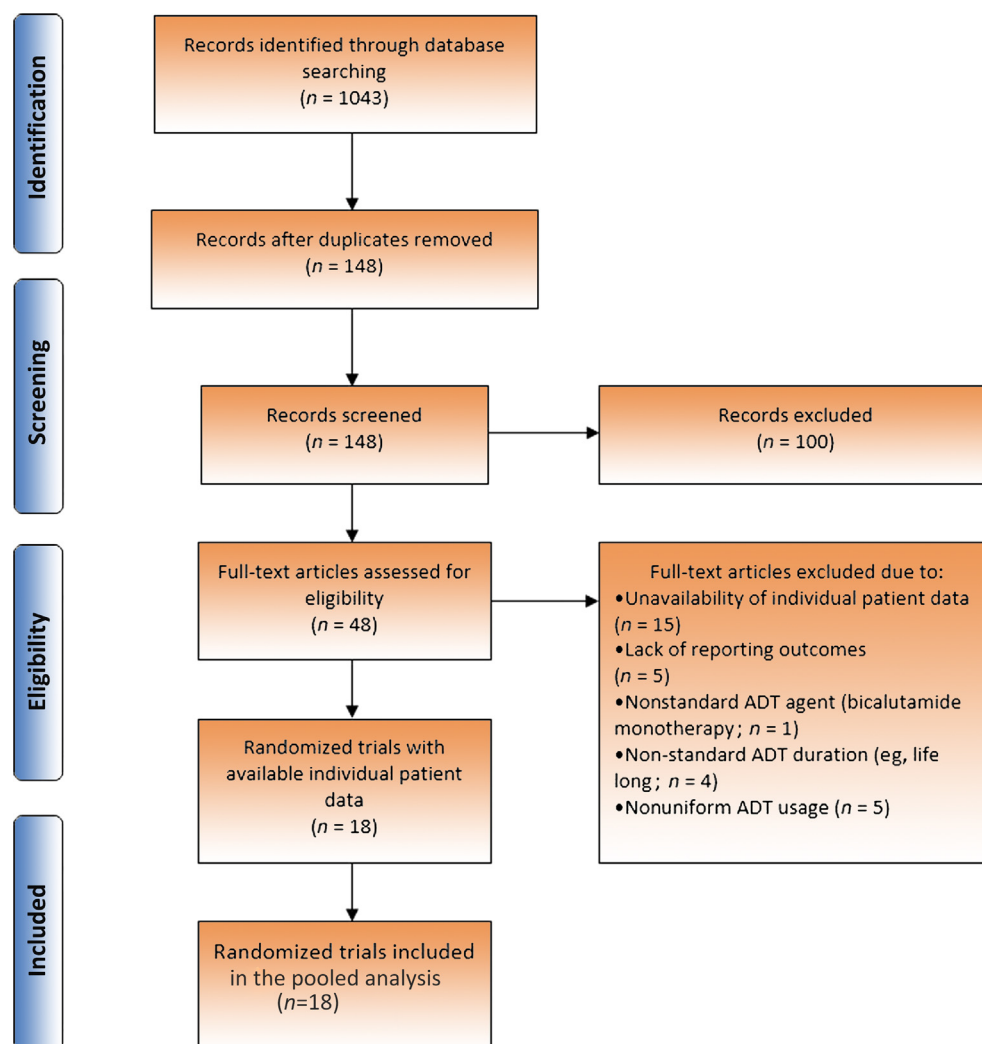 Identification
Records identified through database
searching
(n = 1043)
Records after duplicates removed
(n = 148)
Screening
Records screened
(n = 148)
Records excluded
(n = 100)
Eligibility
Full-text articles assessed for
eligibility
(n = 48)
Full-text articles excluded due to:
•Unavailability of individual patient data
(n = 15)
•Lack of reporting outcomes
(n = 5)
•Nonstandard ADT agent (bicalutamide
monotherapy; n = 1)
•Non-standard ADT duration (eg, life
long; n = 4)
•Nonuniform ADT usage (n = 5)
Randomized trials with
available individual patient
data
(n = 18)
Included
Randomized trials included
in the pooled analysis
(n=18)